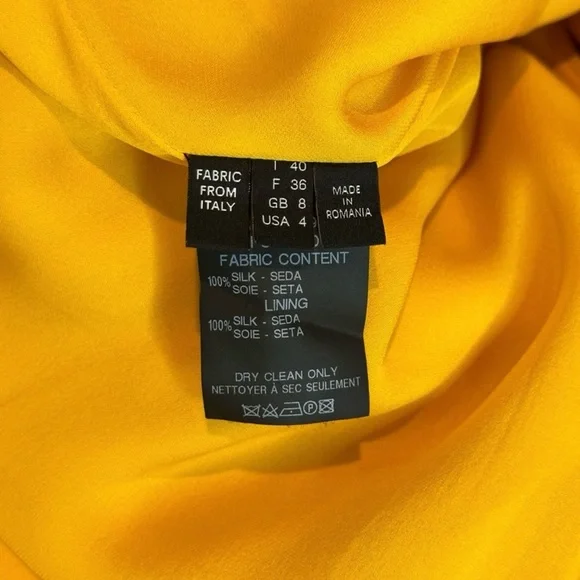 FABRIC
FROM
ITALY
I 40
F 36
GB 8
USA 4
MADE
IN
ROMANIA
FABRIC CONTENT
100% SILK - SEDA
SOIE - SETA
LINING
100% SILK - SEDA
SOIE - SETA
DRY CLEAN ONLY
NETTOYER À SEC SEULEMENT
P